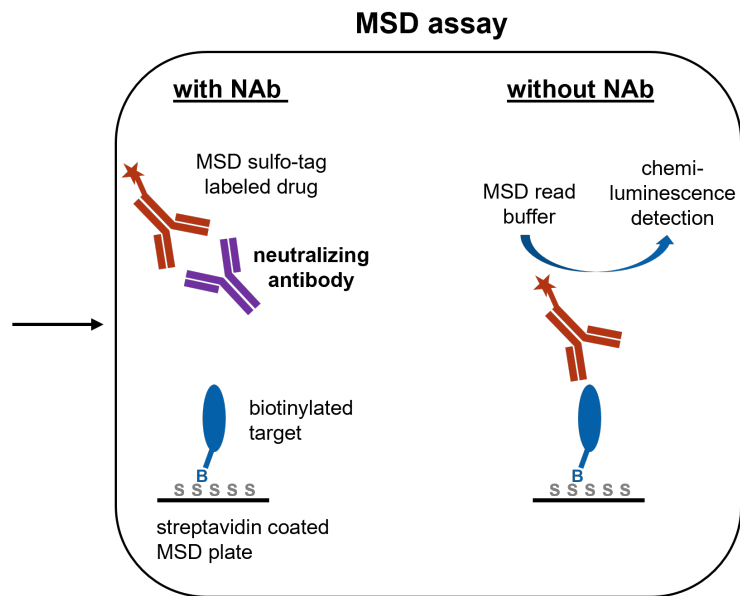 MSD assay
with NAb
MSD sulfo-tag
labeled drug
neutralizing
antibody
biotinylated
target
B
S S S S S
streptavidin coated
MSD plate
without NAb
MSD read
buffer
chemi-
luminescence
detection
B
S S S S S